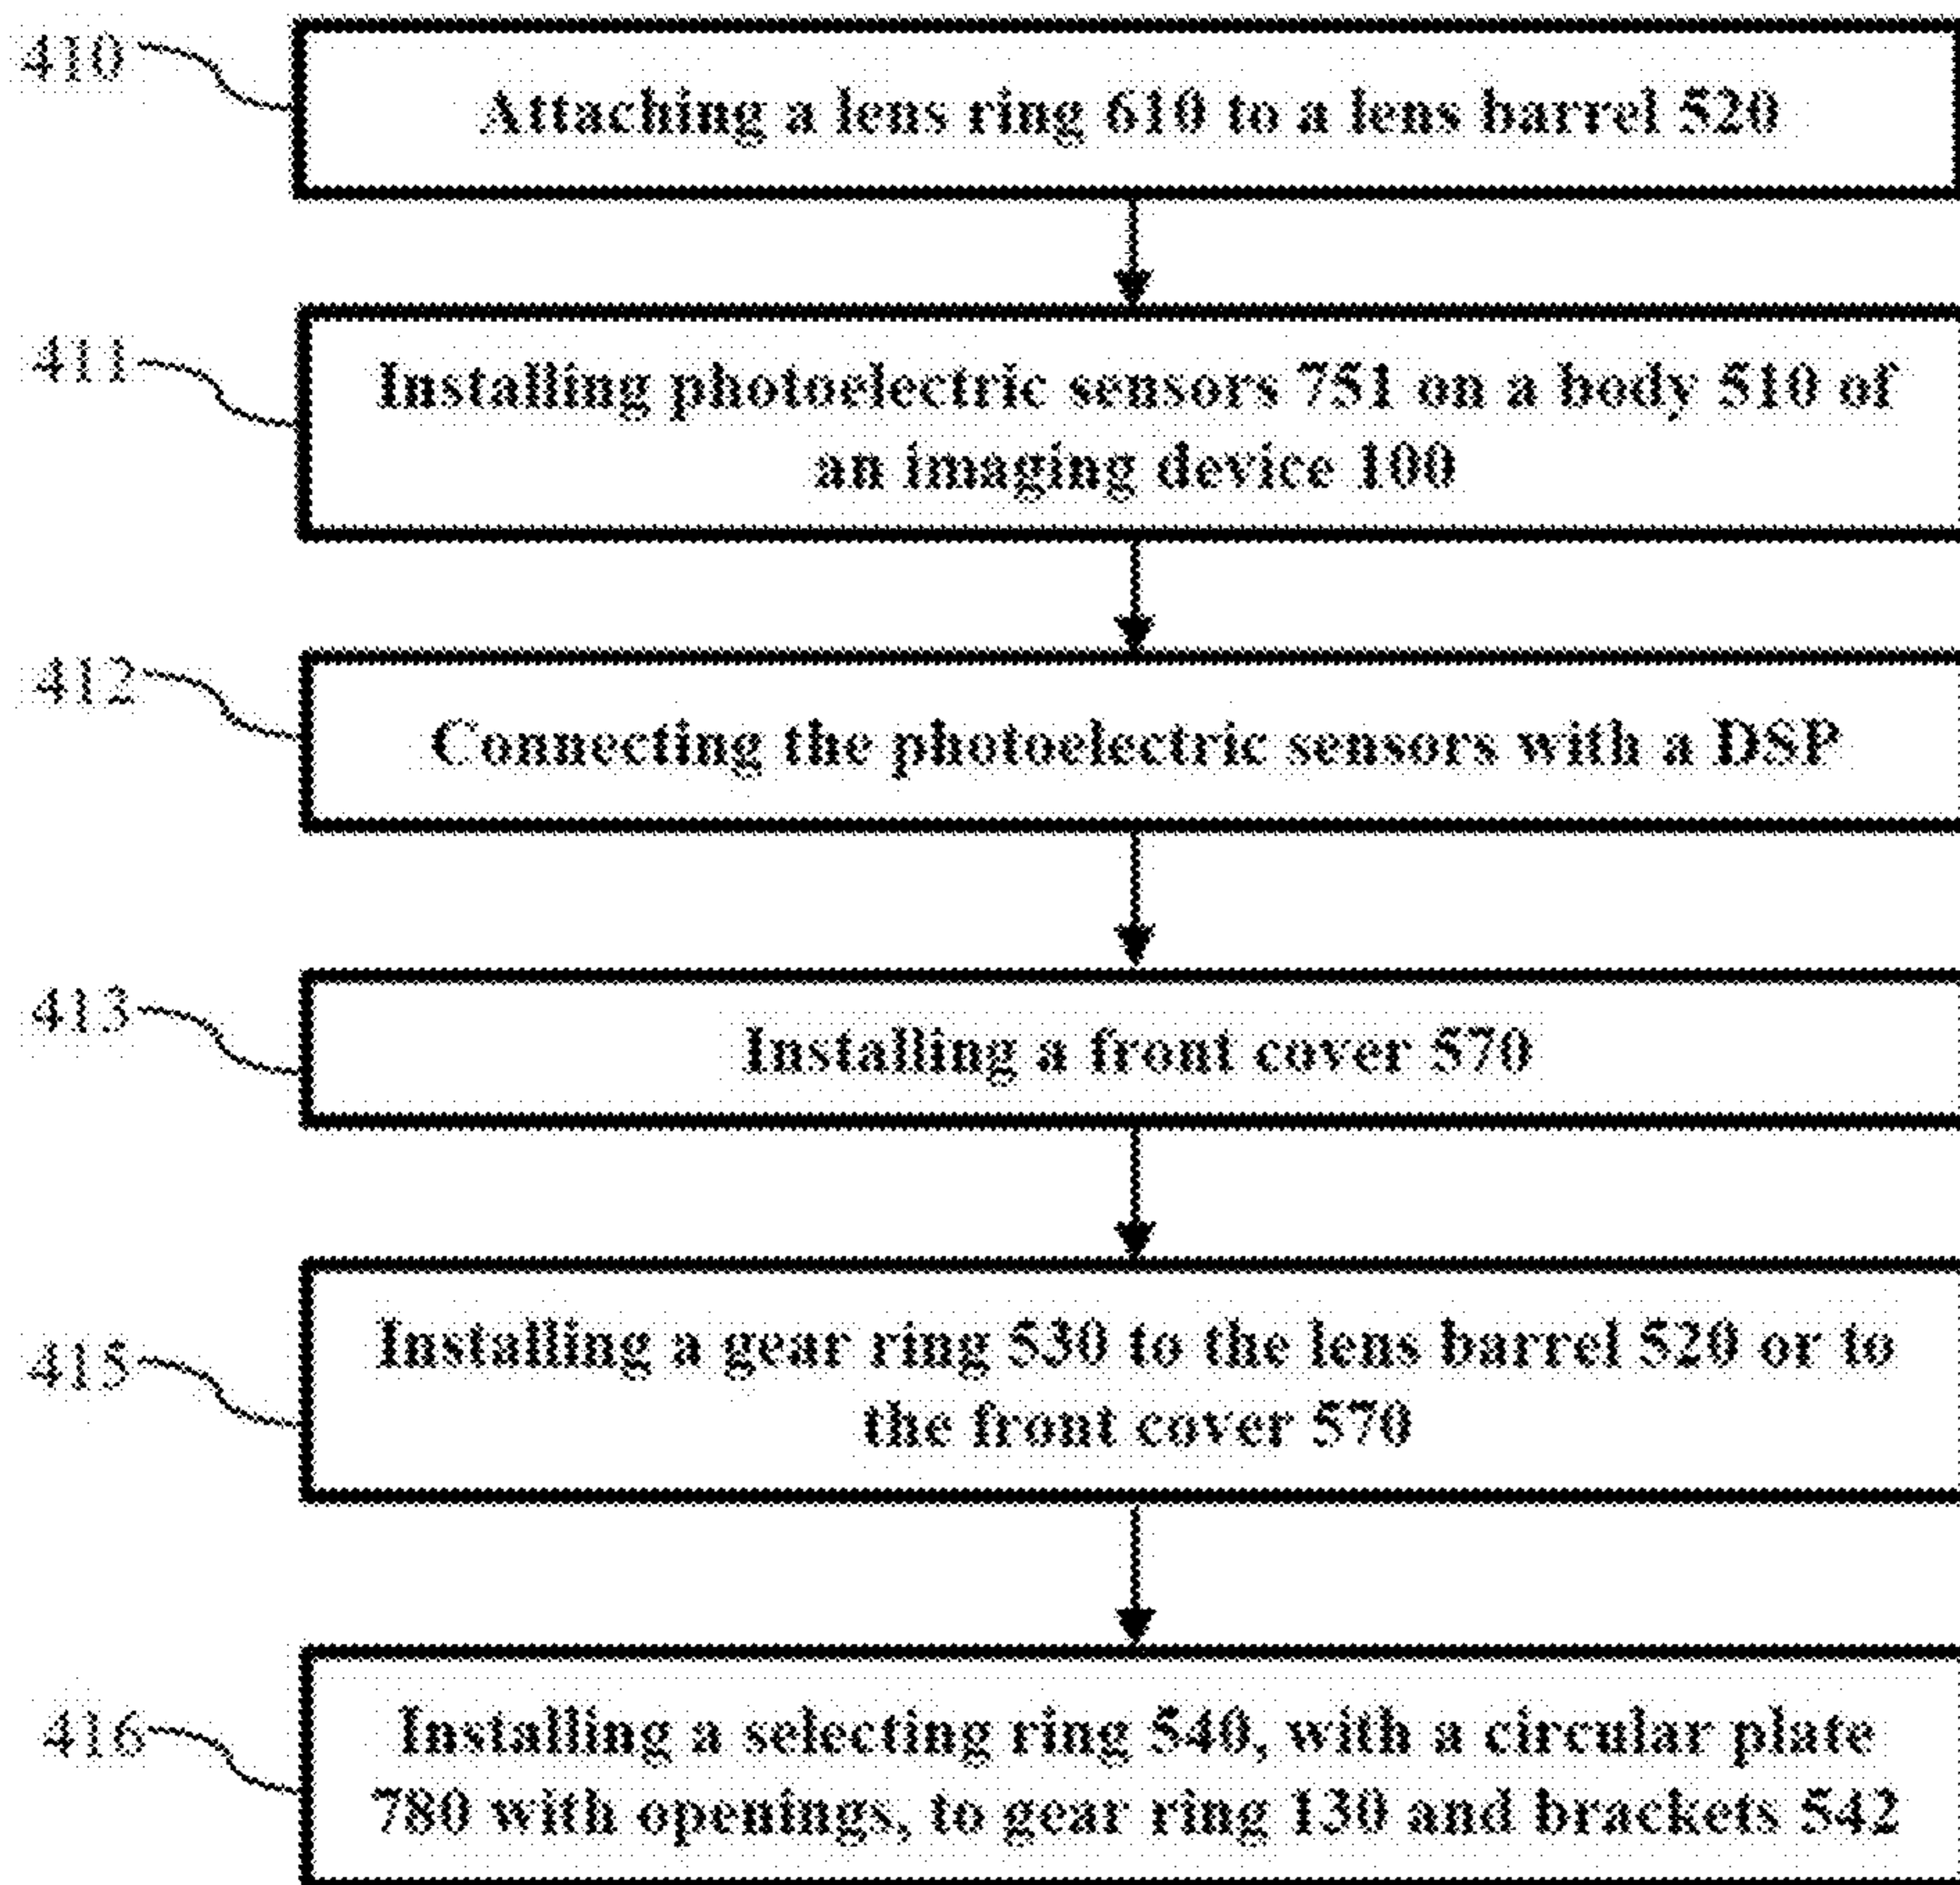 410
Attaching a lens ring 610 to a lens barrel 520
411
Installing photoelectric sensors 751 on a body 510 of
an imaging device 100
412
Connecting the photoelectric sensors with a DSP
413
Installing a front cover 570
415
Installing a gear ring 530 to the lens barrel 520 or to
the front cover 570
416
Installing a selecting ring 540, with a circular plate
780 with openings, to gear ring 130 and brackets 542